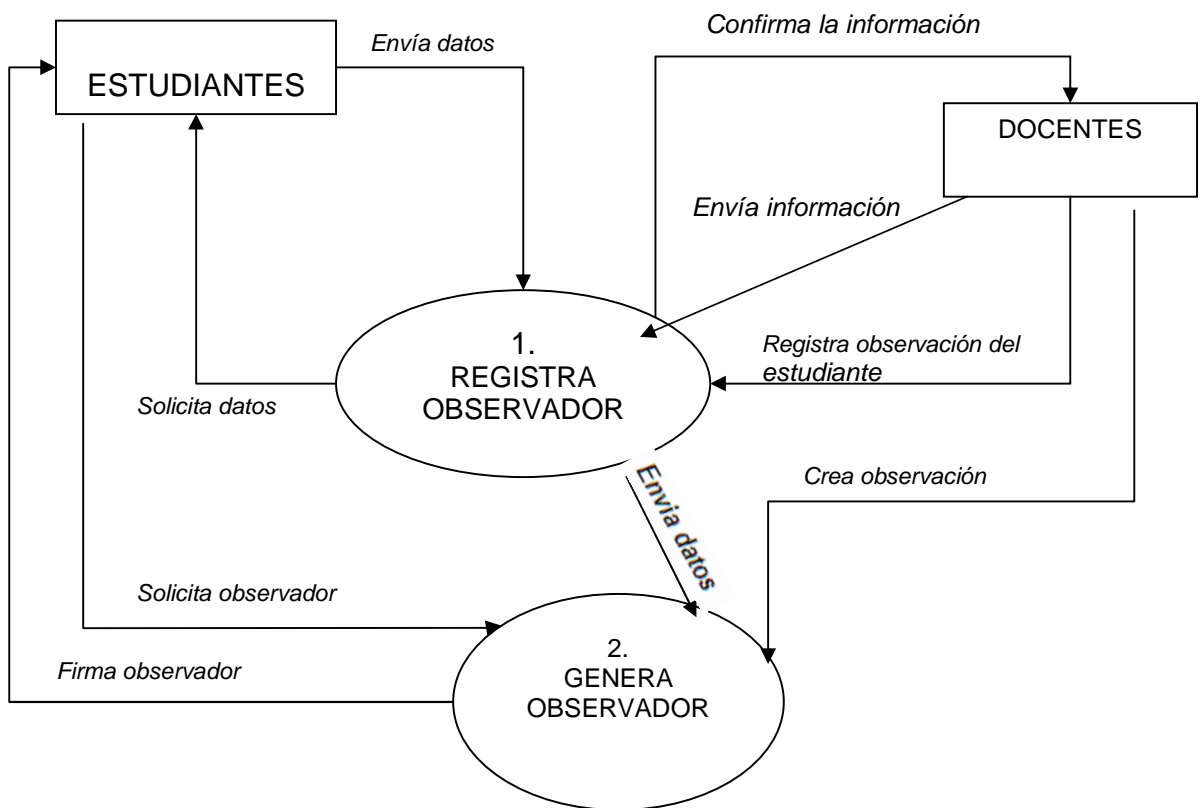 Confirma la información
Envía datos
ESTUDIANTES
DOCENTES
Envía información
1.
REGISTRA
OBSERVADOR
Registra observación del
estudiante
Solicita datos
Envia datos
Crea observación
Solicita observador
2.
GENERA
OBSERVADOR
Firma observador